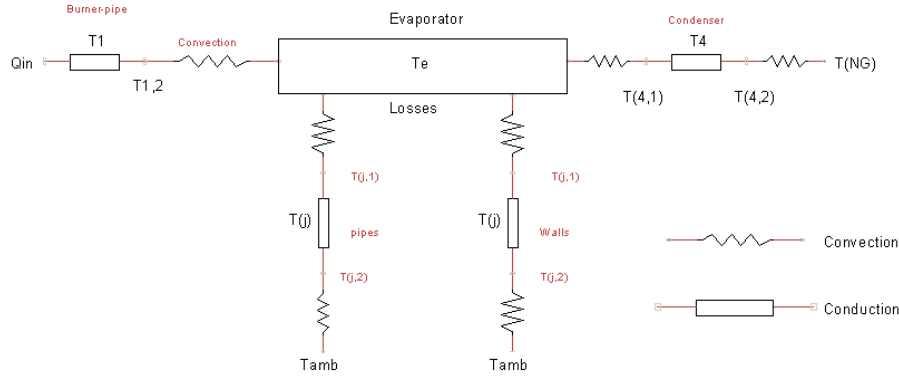 Burner-pipe
Evaporator
Condenser
T1
Convection
T4
Qin
Te
T(NG)
T1,2
T(4,1)
T(4,2)
Losses
T(j,1)
T(j,1)
T(j)
pipes
T(j)
Walls
Convection
T(j,2)
T(j,2)
Conduction
Tamb
Tamb